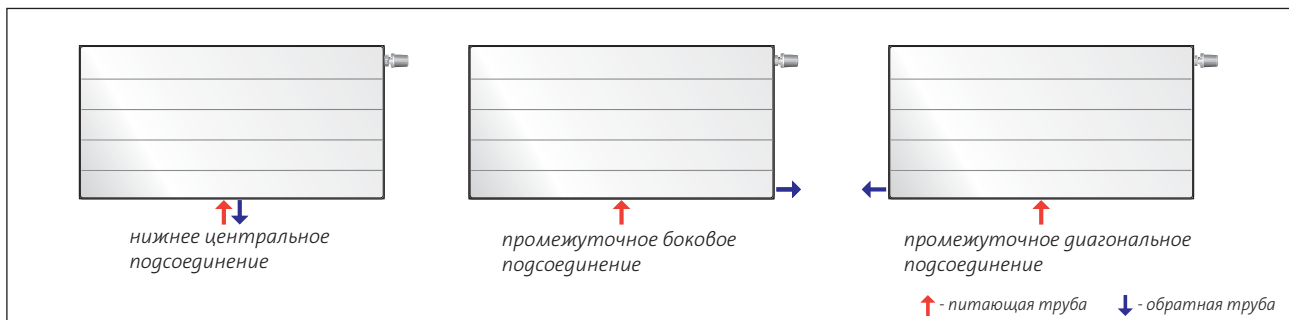 нижнее центральное
подсоединение
промежуточное боковое
подсоединение
промежуточное диагональное
подсоединение
- питающая труба
- обратная труба